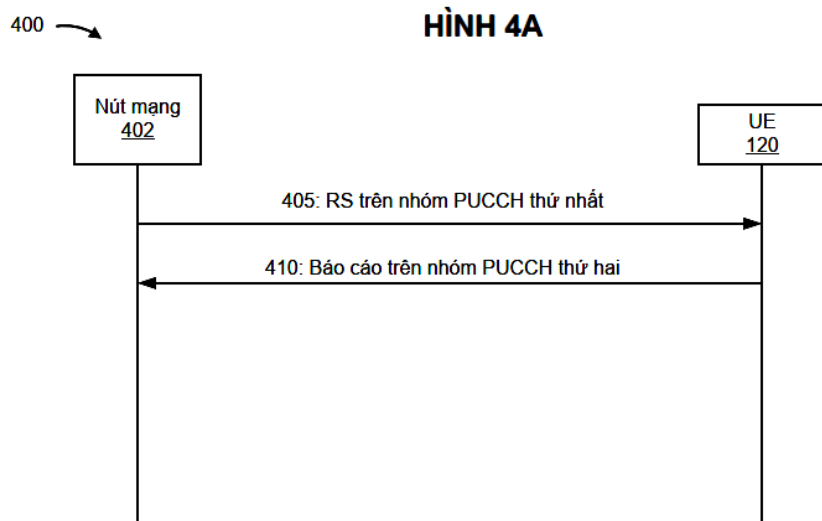 400
HÌNH 4A
Nút mạng
402
UE
120
405: RS trên nhóm PUCCH thứ nhất
410: Báo cáo trên nhóm PUCCH thứ hai